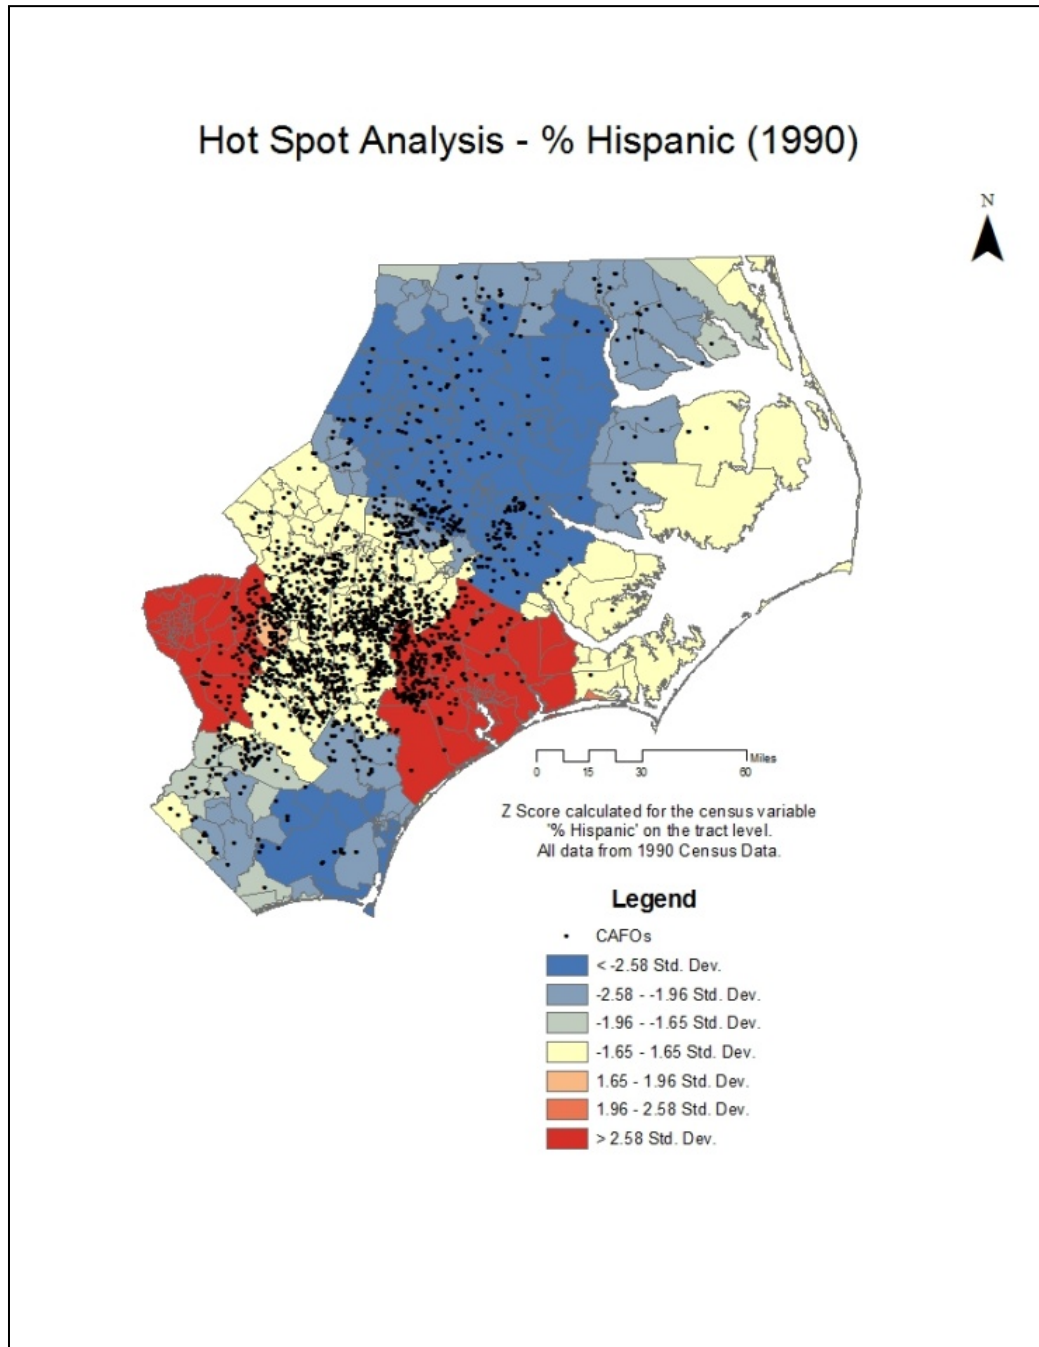 Hot Spot Analysis - % Hispanic (1990)
N
Miles
0 15 30 60
Z Score calculated for the census variable
'% Hispanic' on the tract level.
All data from 1990 Census Data.
Legend
CAFOs
< -2.58 Std. Dev.
-2.58 - -1.96 Std. Dev.
-1.96 - -1.65 Std. Dev.
-1.65 - 1.65 Std. Dev.
1.65 - 1.96 Std. Dev.
1.96 - 2.58 Std. Dev.
> 2.58 Std. Dev.